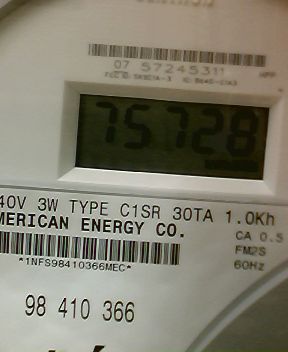 07 57245311
75728
40V 3W TYPE C1SR 30TA 1.0Kh
MERICAN ENERGY CO.
CA 0.5
FM2S
60Hz
*1NFS98410366MEC*
98 410 366